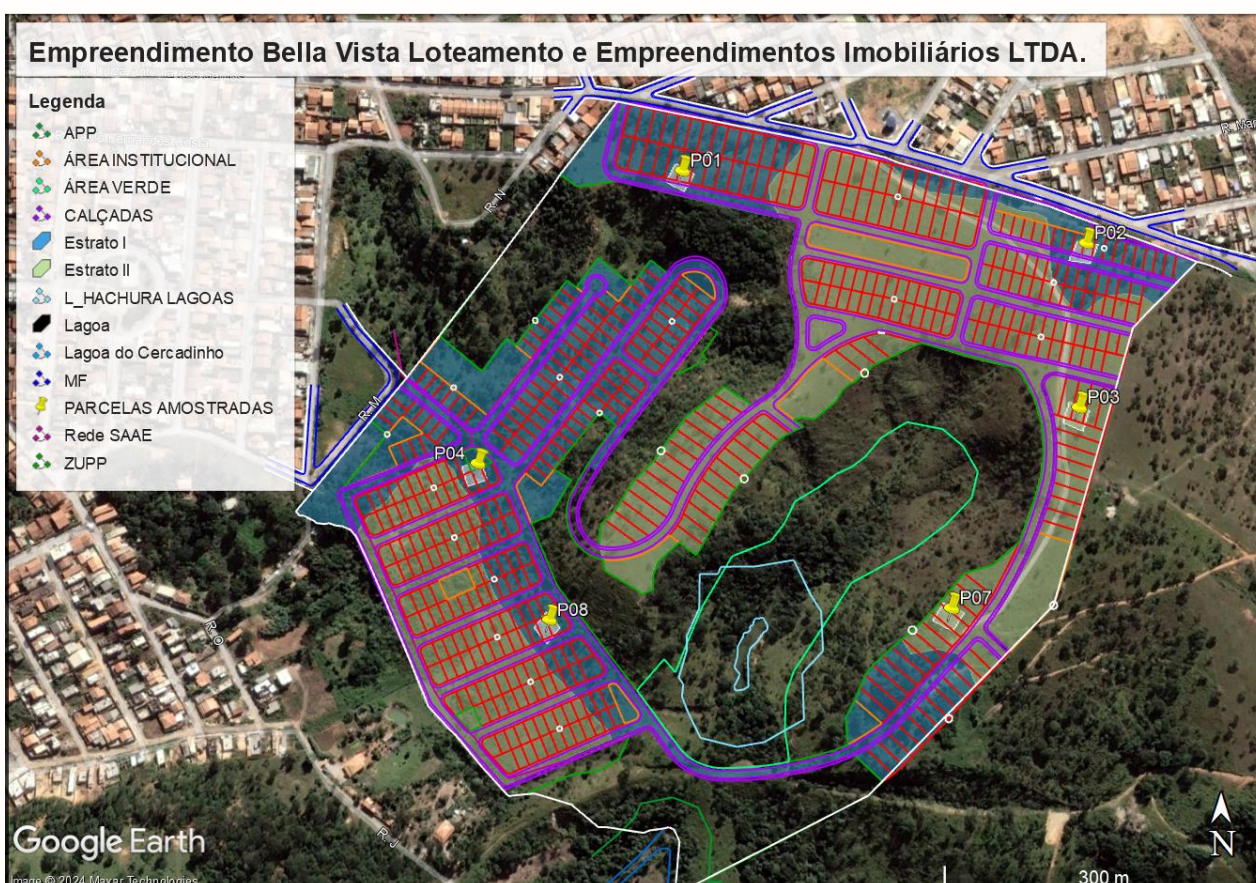 Empreendimento Bella Vista Loteamento e Empreendimentos Imobiliários LTDA.
Legenda
APP
ÁREA INSTITUCIONAL
ÁREA VERDE
CALÇADAS
Estrato I
Estrato II
L_HACHURA LAGOAS
Lagoa
Lagoa do Cercadinho
MF
PARCELAS AMOSTRADAS
Rede SAAE
ZUPP
R. Mar
P01
R. N
P02
P03
R. M
P04
P07
P08
R. O
R. J
Google Earth
Image © 2024 Maxar Technologies
N
300 m